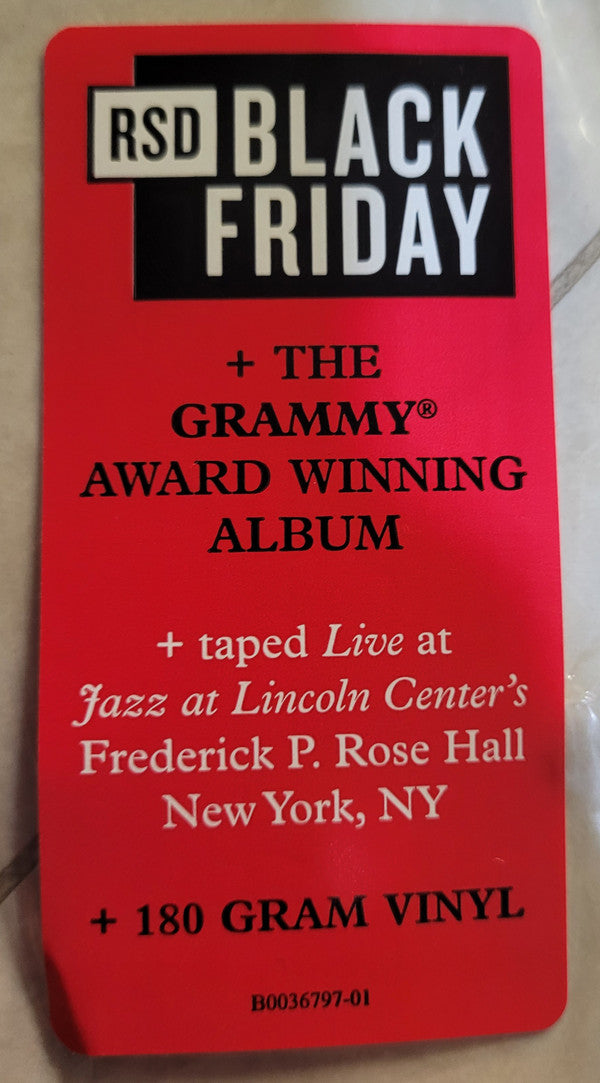 RSD BLACK
FRIDAY
+ THE
GRAMMY®
AWARD WINNING
ALBUM
+ taped Live at
Jazz at Lincoln Center's
Frederick P. Rose Hall
New York, NY
+ 180 GRAM VINYL
B0036797-01